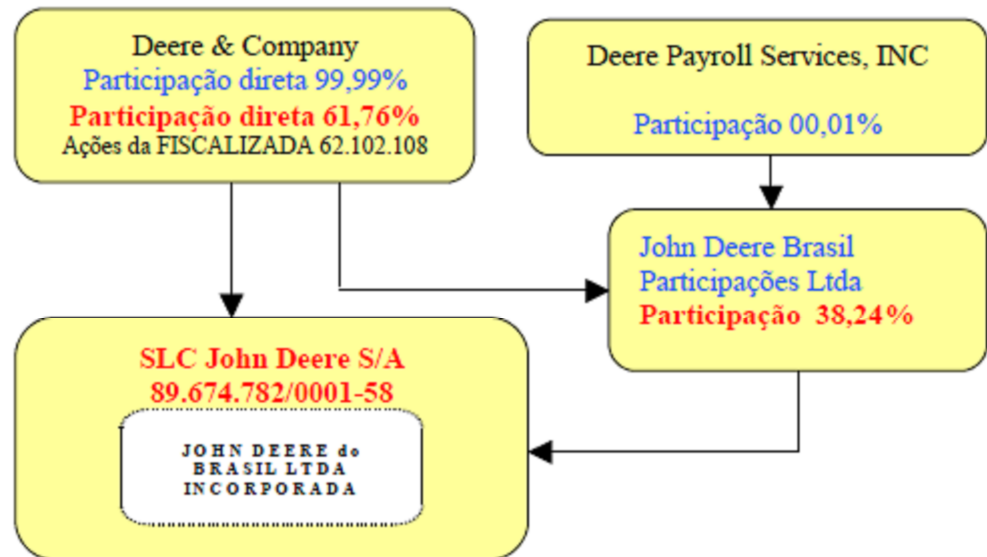 Deere & Company
Participação direta 99,99%
Participação direta 61,76%
Ações da FISCALIZADA 62.102.108
Deere Payroll Services, INC
Participação 00,01%
John Deere Brasil
Participações Ltda
Participação 38,24%
SLC John Deere S/A
89.674.782/0001-58
JOHN DEERE do
BRASIL LTDA
INCORPORADA